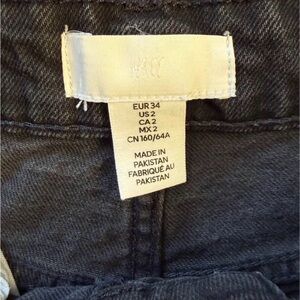 EUR 34
US 2
CA 2
MX 2
CN 160/64A
MADE IN
PAKISTAN
FABRIQUÉ AU
PAKISTAN